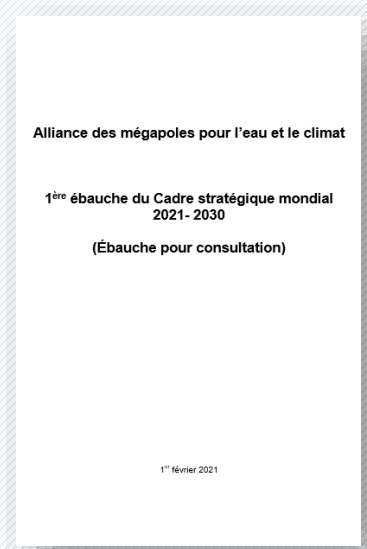 Alliance des mégapoles pour l'eau et le climat
1ère ébauche du Cadre stratégique mondial
2021- 2030
(Ébauche pour consultation)
1er février 2021